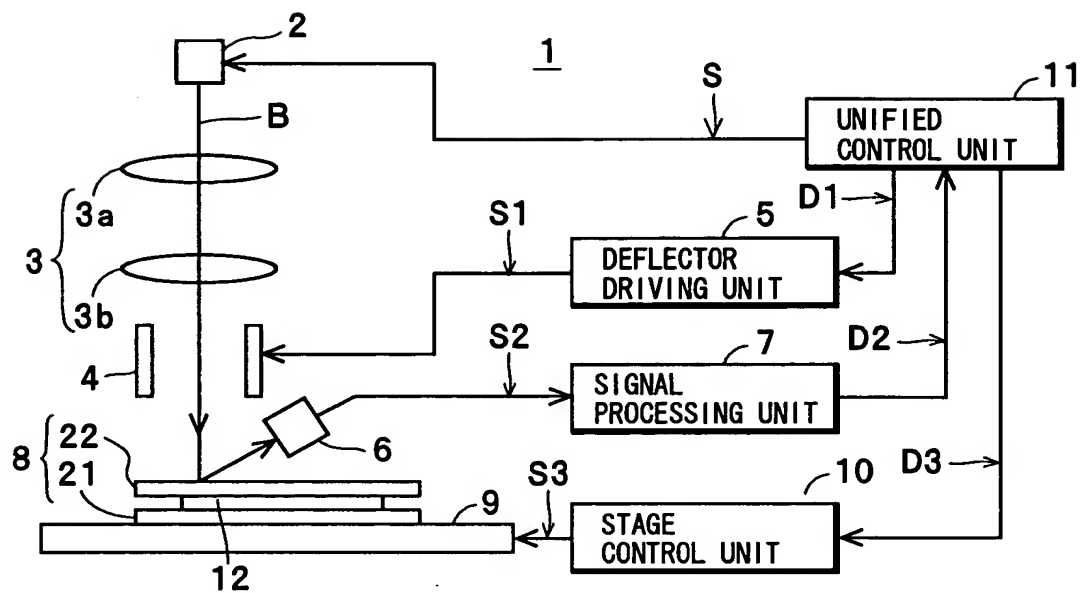 2
1
S
11
B
UNIFIED
CONTROL UNIT
3a
D1
3
S1
5
DEFLECTOR
DRIVING UNIT
3b
S2
7
D2
4
SIGNAL
PROCESSING UNIT
8
22
6
21
D3
9
S3
10
STAGE
CONTROL UNIT
12